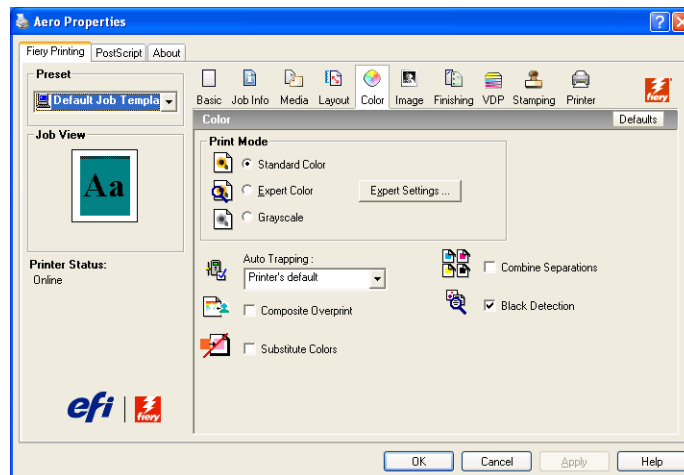 Aero Properties
Fiery Printing PostScript About
Preset
Default Job Templa
Job View
Aa
Printer Status:
Online
efi fiery
Basic Job Info Media Layout Color Image Finishing VDP Stamping Printer
fiery
Color Defaults
Print Mode
Standard Color
Expert Color Expert Settings ...
Grayscale
Auto Trapping :
Printer's default
Combine Separations
Composite Overprint
Black Detection
Substitute Colors
OK Cancel Apply Help